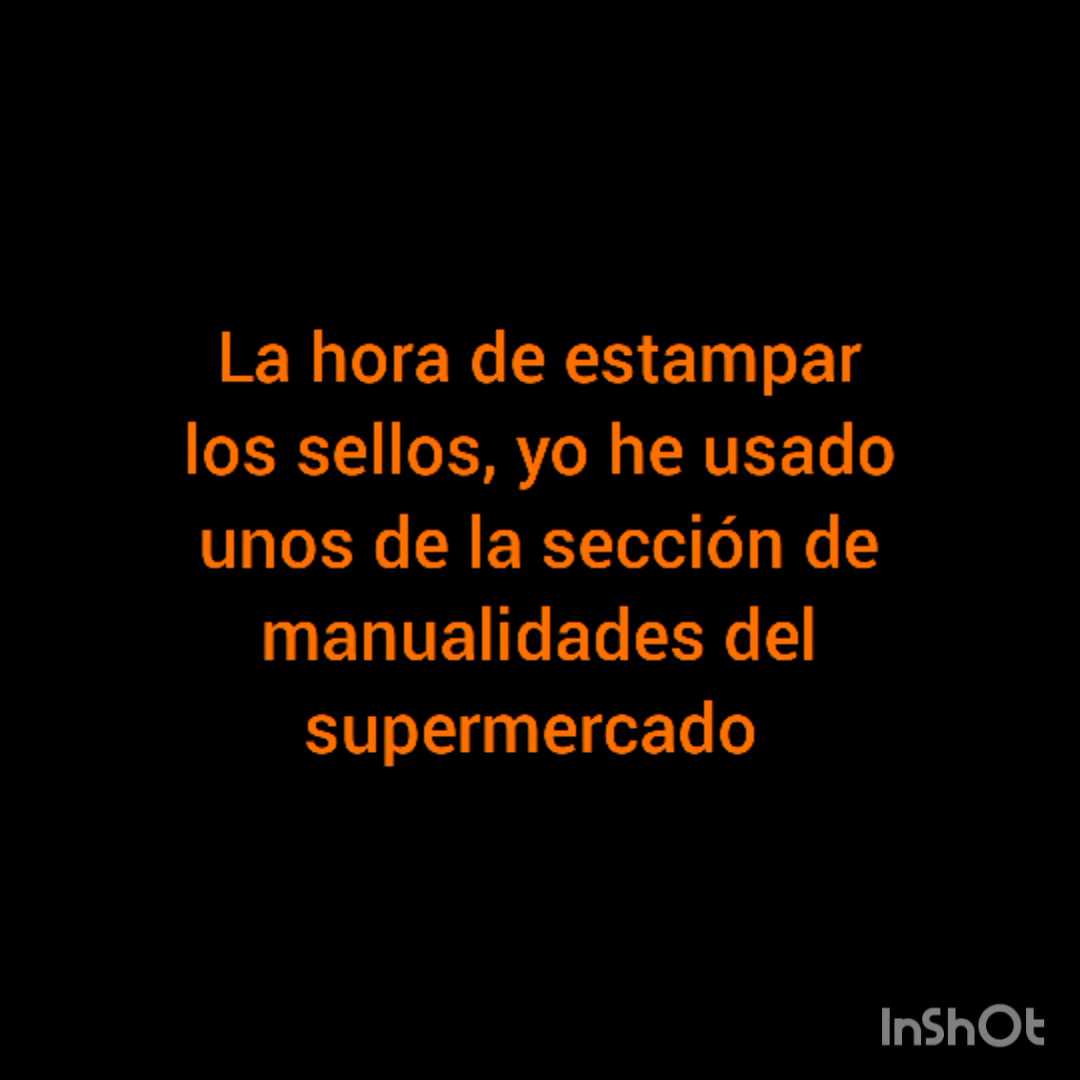 La hora de estampar
los sellos, yo he usado
unos de la sección de
manualidades del
supermercado
InShOt